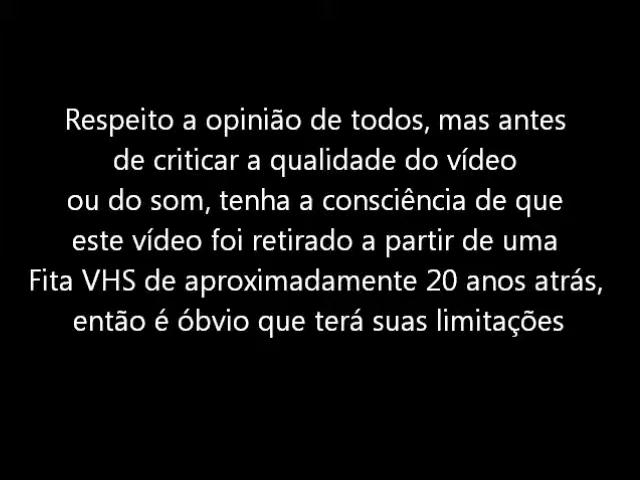 Respeito a opinião de todos, mas antes
de criticar a qualidade do vídeo
ou do som, tenha a consciência de que
este vídeo foi retirado a partir de uma
Fita VHS de aproximadamente 20 anos atrás,
então é óbvio que terá suas limitações